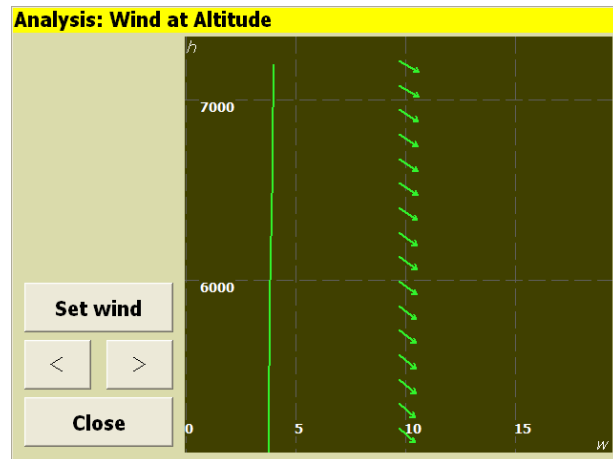 Analysis: Wind at Altitude
h
7000
6000
Set wind
< >
Close
0 5 10 15
w